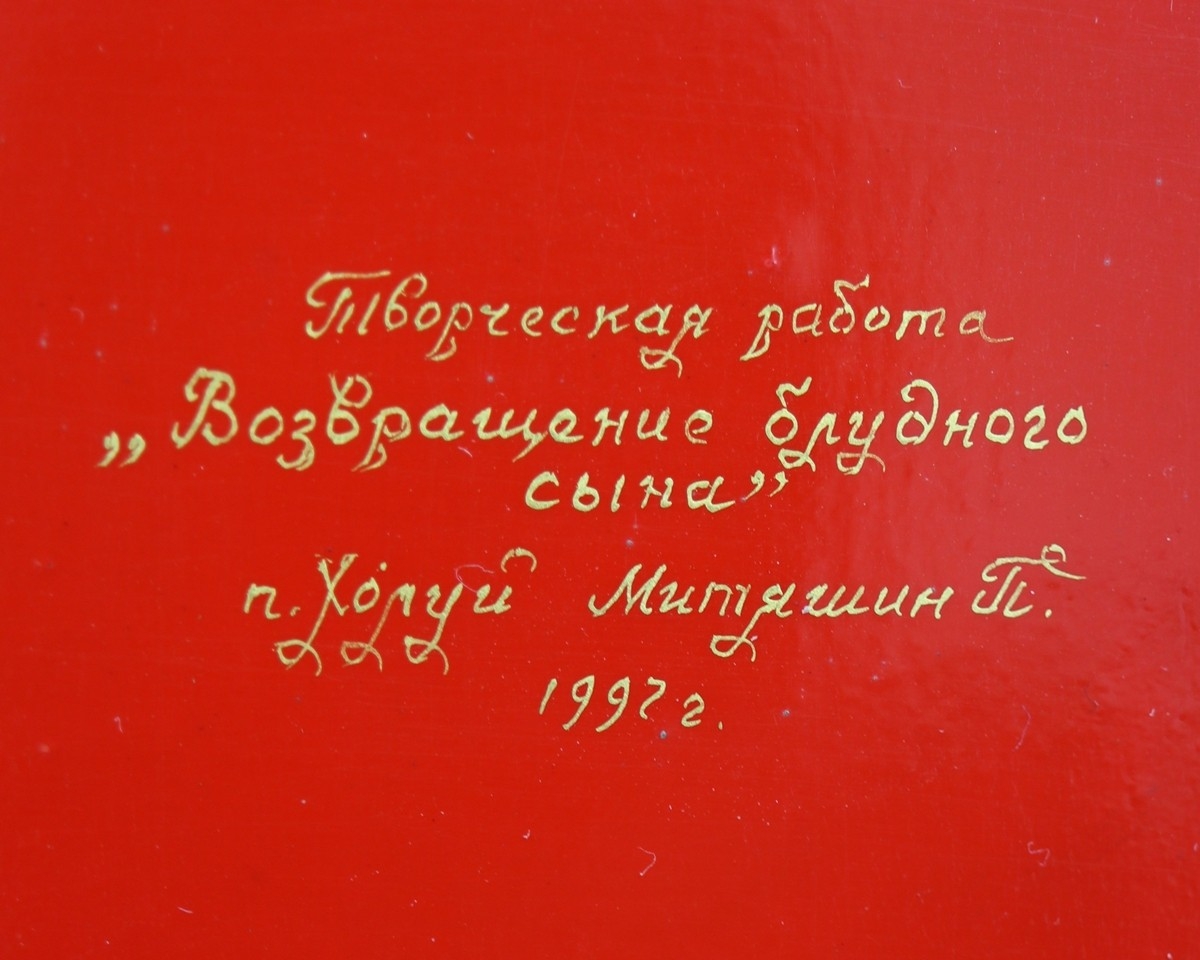 Творческая работа
„Возвращение блудного
сына”
п. Холуй Митяшин П.
1997 г.